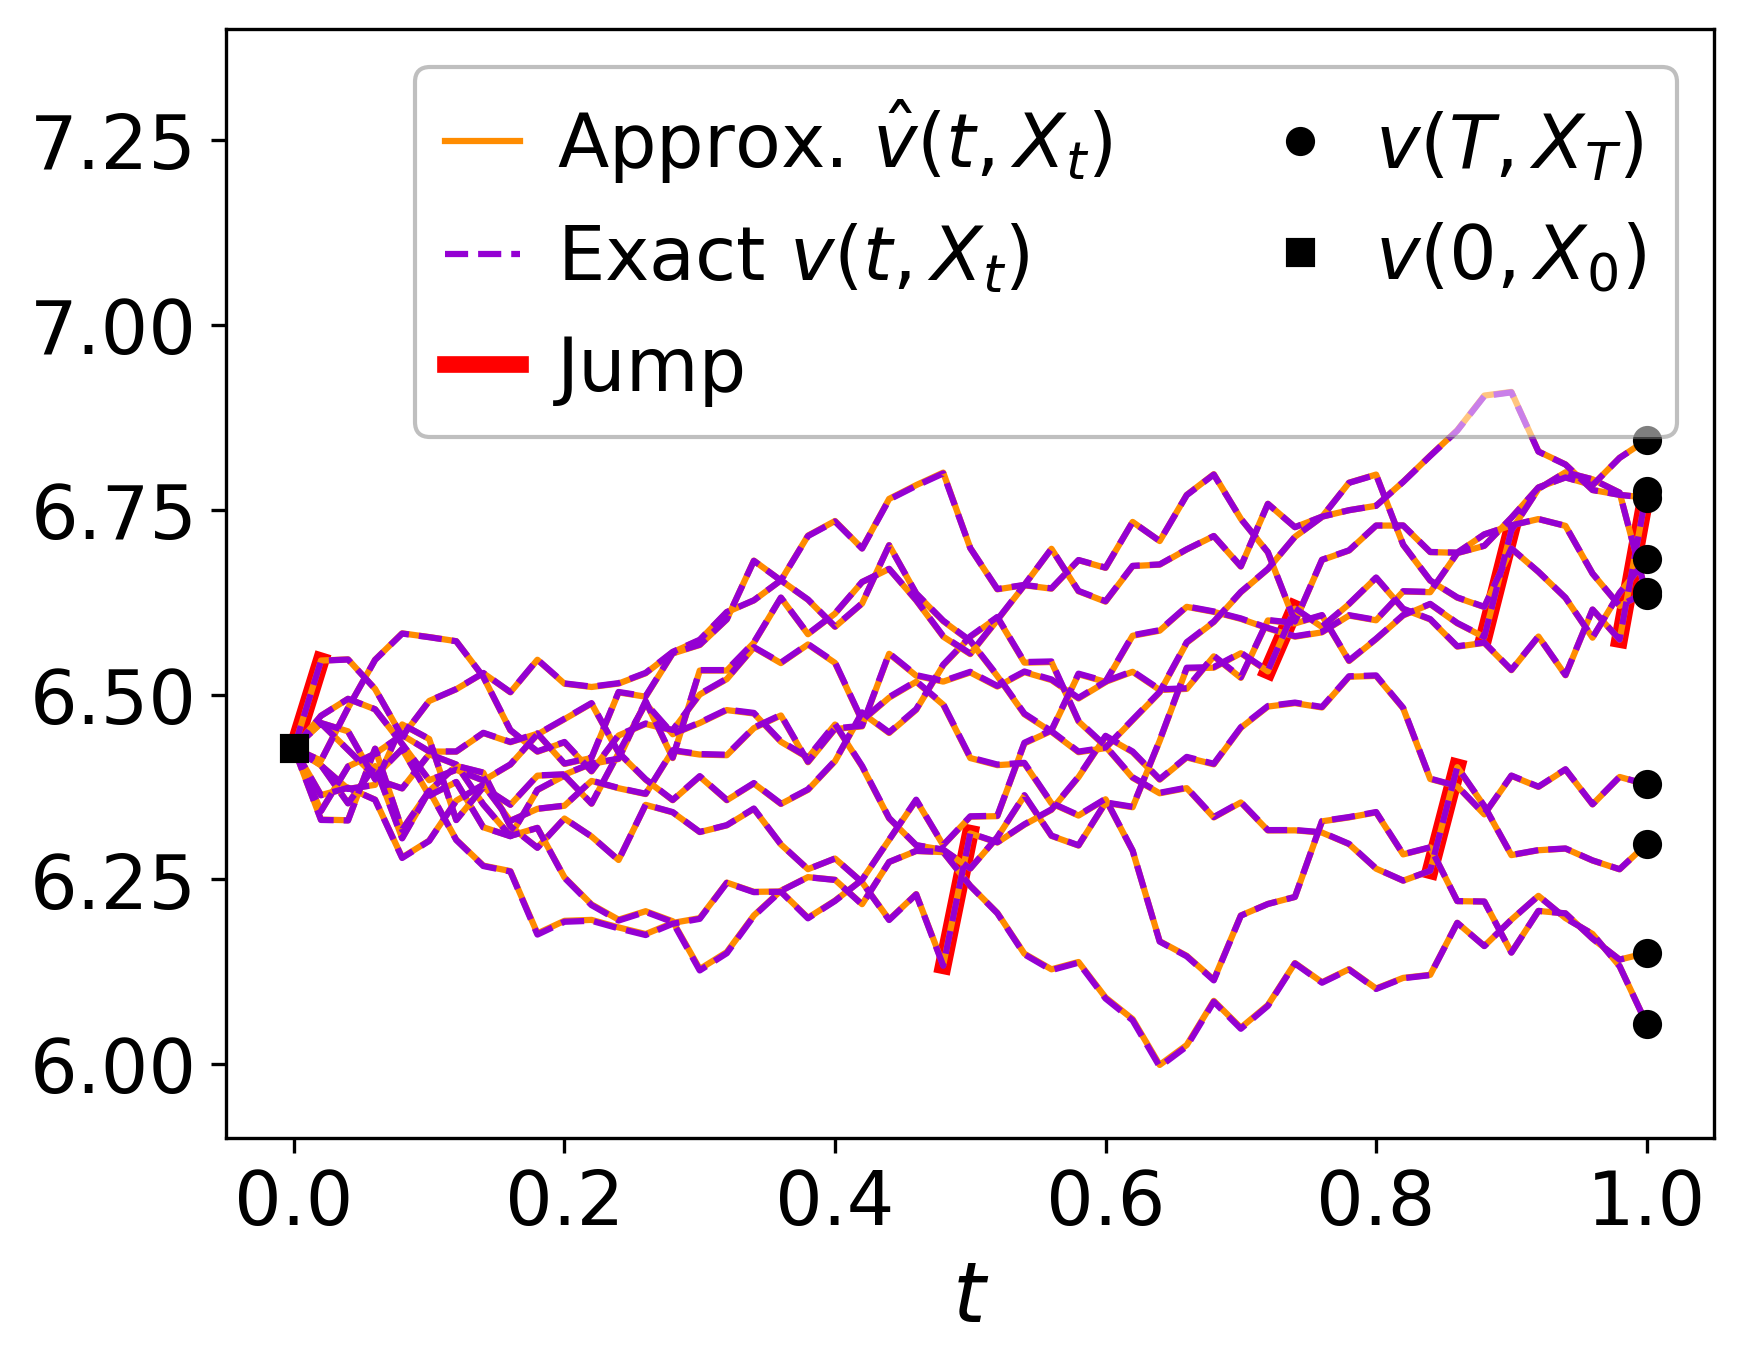 7.25
7.00
6.75
6.50
6.25
6.00
Approx. v̂(t, X_t)
Exact v(t, X_t)
Jump
v(T, X_T)
v(0, X_0)
0.0 0.2 0.4 0.6 0.8 1.0
t